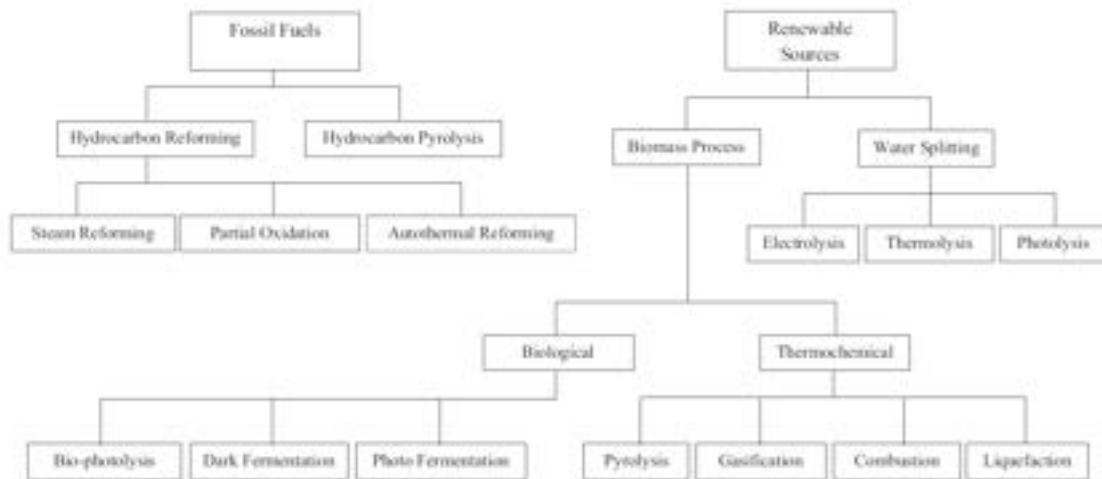 Fossil Fuels
Renewable
Sources
Hydrocarbon Reforming
Hydrocarbon Pyrolysis
Biomass Process
Water Splitting
Steam Reforming
Partial Oxidation
Autothermal Reforming
Electrolysis
Thermolysis
Photolysis
Biological
Thermochemical
Bio-photolysis
Dark Fermentation
Photo Fermentation
Pyrolysis
Gasification
Combustion
Liquefaction